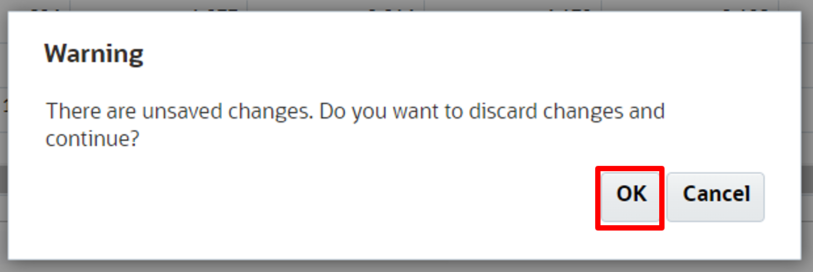 Warning
There are unsaved changes. Do you want to discard changes and
continue?
OK Cancel